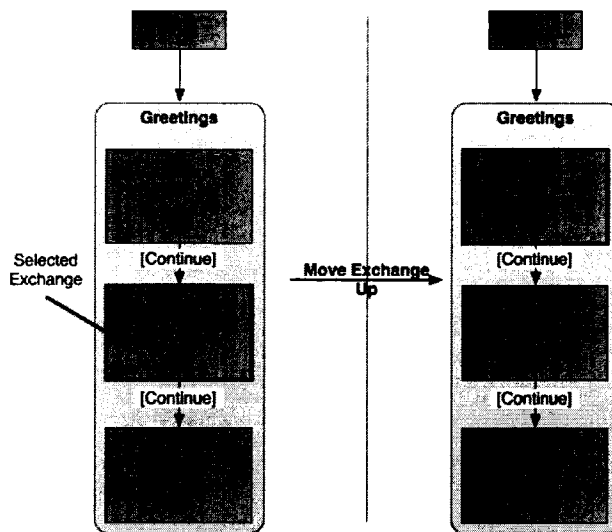 Greetings
[Continue]
[Continue]
Selected
Exchange
Move Exchange
Up
Greetings
[Continue]
[Continue]